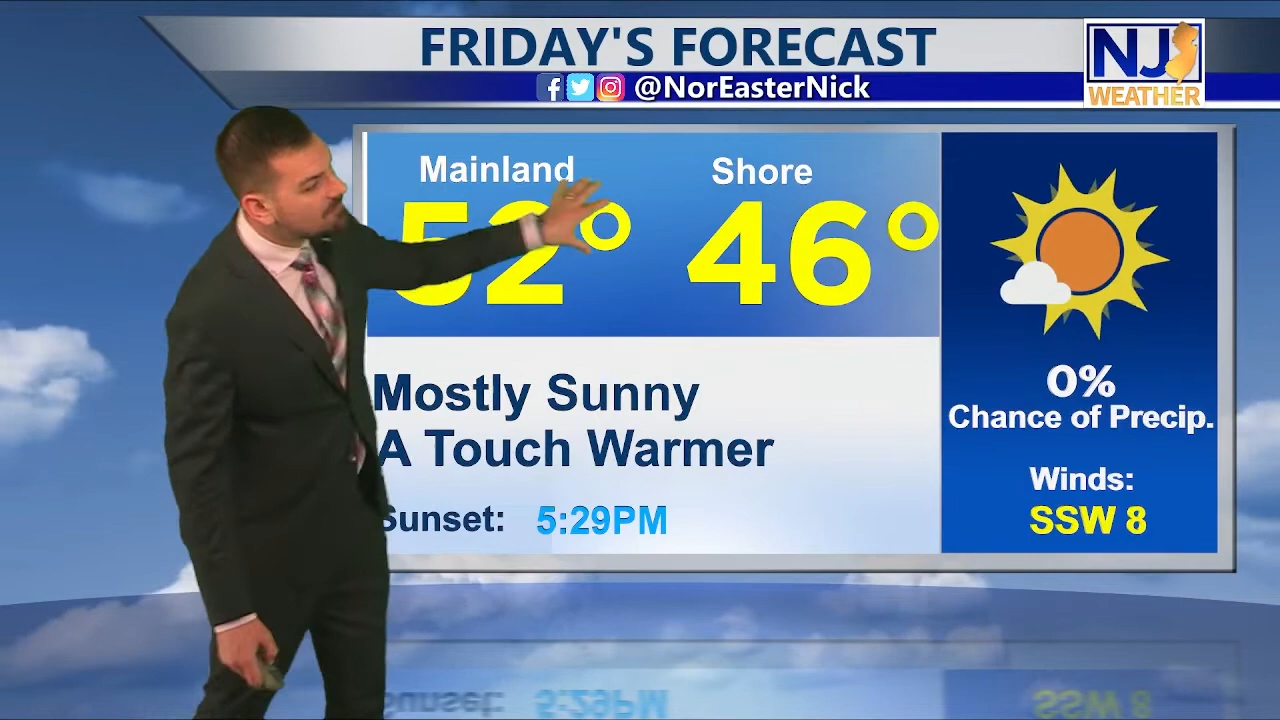 FRIDAY'S FORECAST
@NorEasterNick
NJ
WEATHER
Mainland
Shore
52°
46°
Mostly Sunny
A Touch Warmer
Sunset: 5:29PM
0%
Chance of Precip.
Winds:
SSW 8